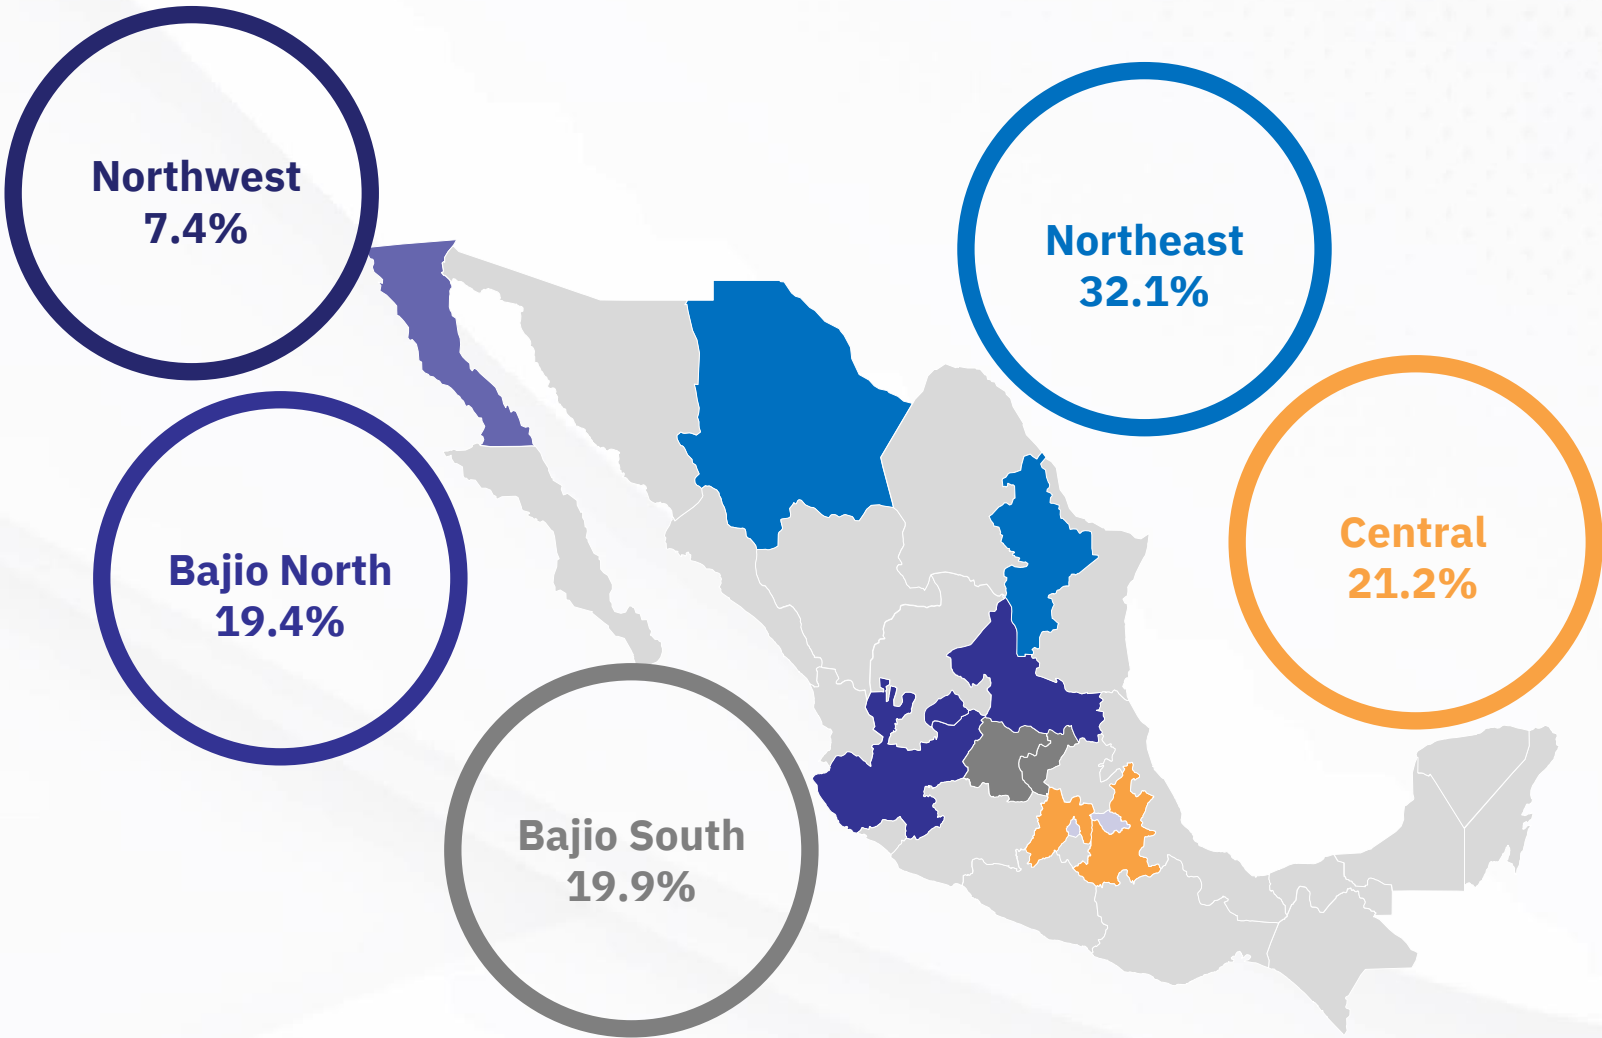 Northwest
7.4%
Northeast
32.1%
Bajio North
19.4%
Central
21.2%
Bajio South
19.9%